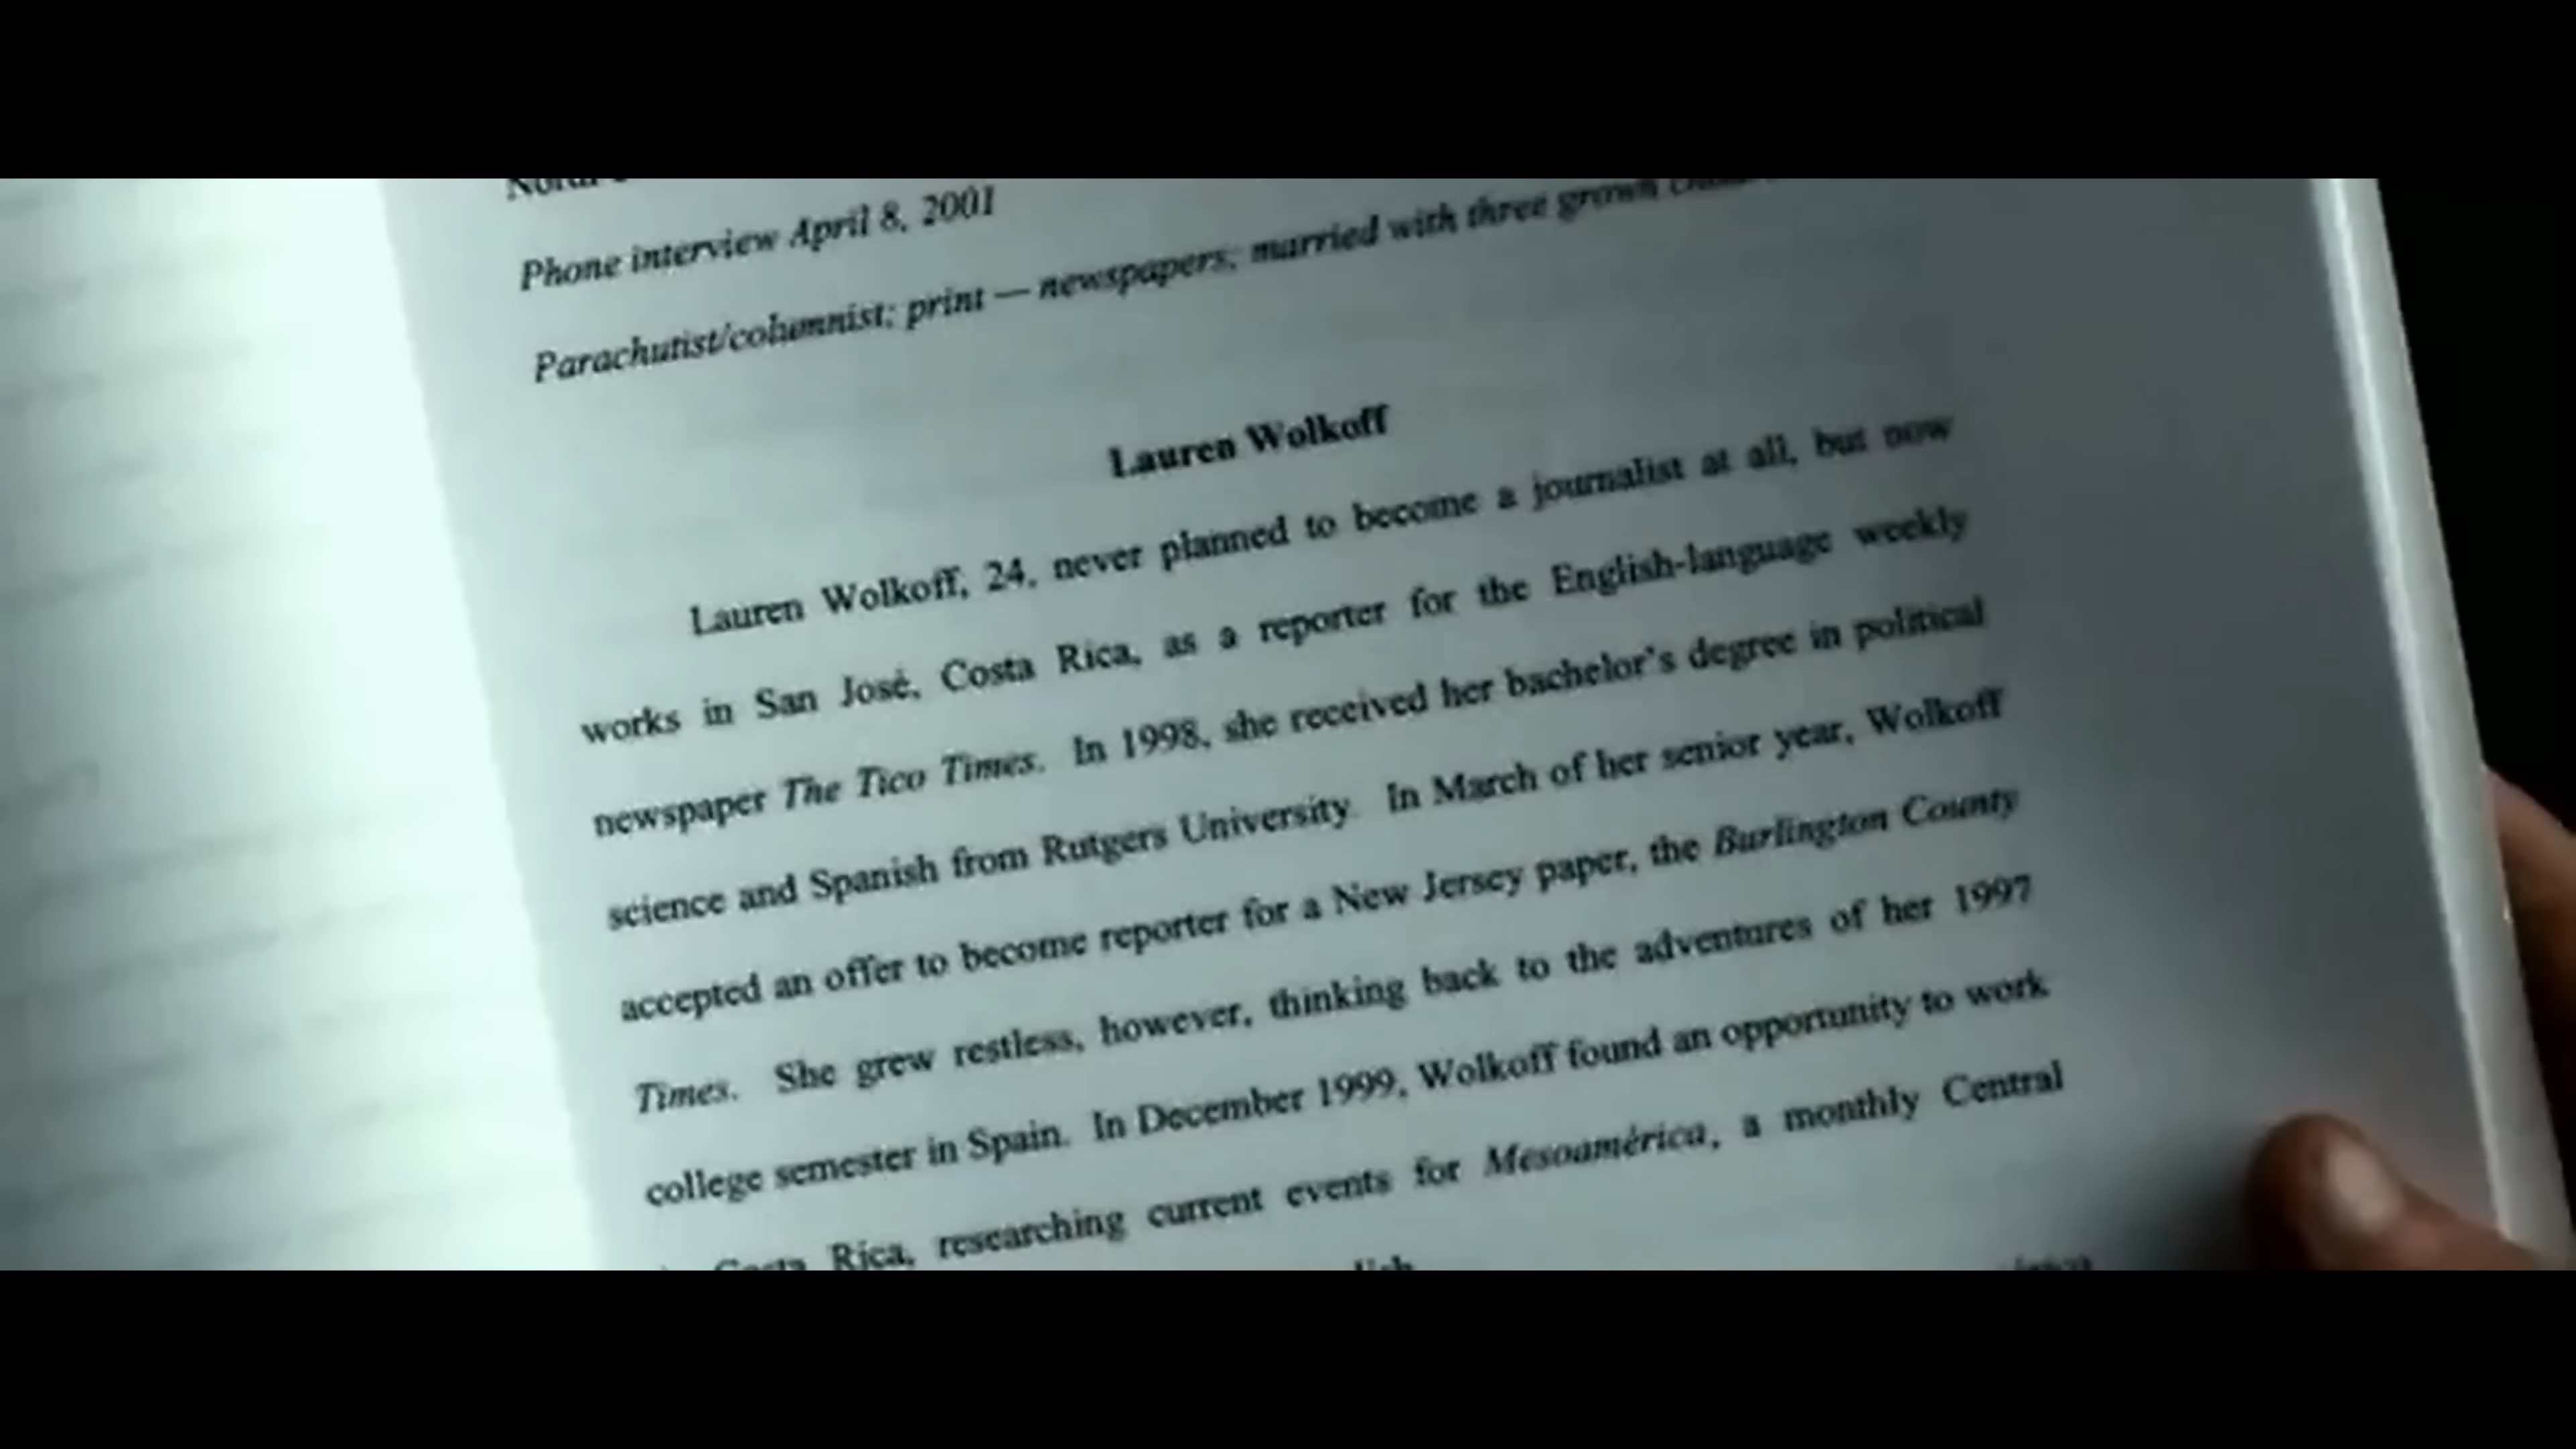 Phone interview April 8, 2001
Parachutist/columnist; print — newspapers; married with three grown
Lauren Wolkoff
Lauren Wolkoff, 24, never planned to become a journalist at all, but now
works in San José, Costa Rica, as a reporter for the English-language weekly
newspaper The Tico Times. In 1998, she received her bachelor's degree in political
science and Spanish from Rutgers University. In March of her senior year, Wolkoff
accepted an offer to become reporter for a New Jersey paper, the Burlington County
Times. She grew restless, however, thinking back to the adventures of her 1997
college semester in Spain. In December 1999, Wolkoff found an opportunity to work
Costa Rica, researching current events for Mesoamérica, a monthly Central